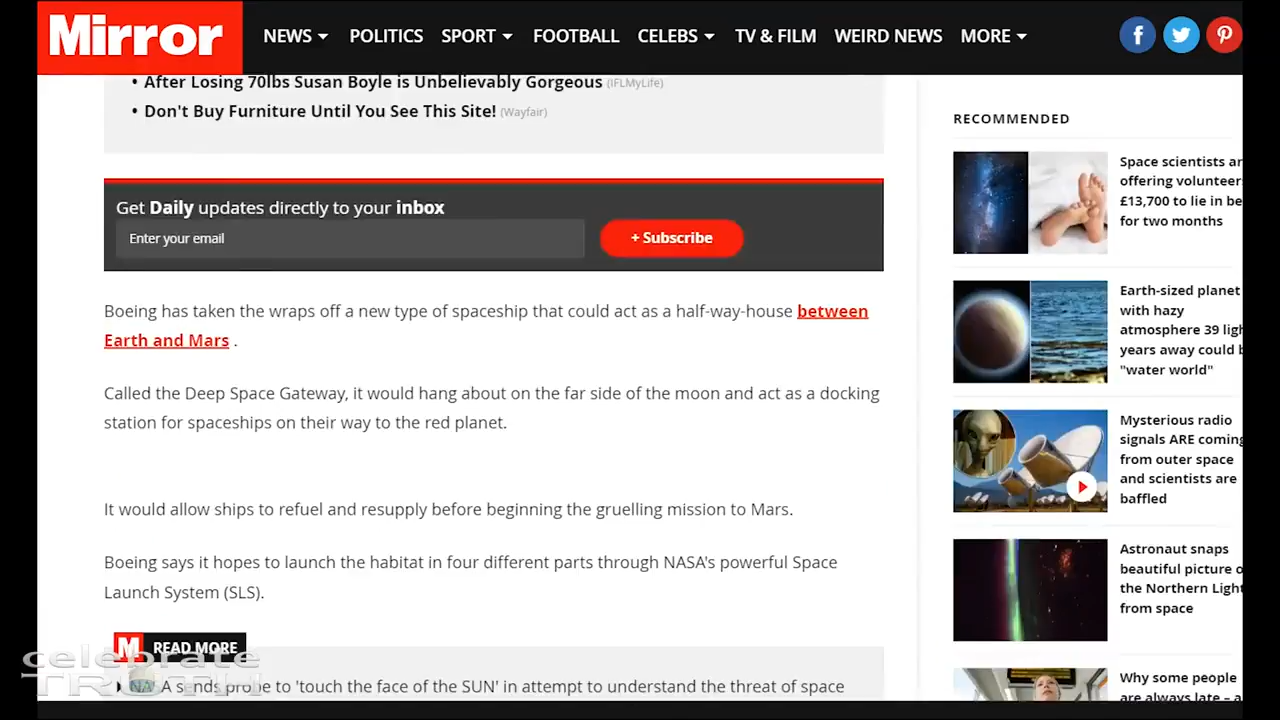 Mirror
NEWS POLITICS SPORT FOOTBALL CELEBS TV & FILM WEIRD NEWS MORE
• After Losing 70lbs Susan Boyle is Unbelievably Gorgeous (IFLMyLife)
• Don't Buy Furniture Until You See This Site! (Wayfair)
Get Daily updates directly to your inbox
Enter your email
+ Subscribe
Boeing has taken the wraps off a new type of spaceship that could act as a half-way-house between
Earth and Mars .
Called the Deep Space Gateway, it would hang about on the far side of the moon and act as a docking
station for spaceships on their way to the red planet.
It would allow ships to refuel and resupply before beginning the gruelling mission to Mars.
Boeing says it hopes to launch the habitat in four different parts through NASA's powerful Space
Launch System (SLS).
M READ MORE
NASA sends probe to 'touch the face of the SUN' in attempt to understand the threat of space
celebrate
TRUTH
RECOMMENDED
Space scientists ar
offering volunteer
£13,700 to lie in be
for two months
Earth-sized planet
with hazy
atmosphere 39 ligh
years away could b
"water world"
Mysterious radio
signals ARE coming
from outer space
and scientists are
baffled
Astronaut snaps
beautiful picture o
the Northern Light
from space
Why some people
are always late – a